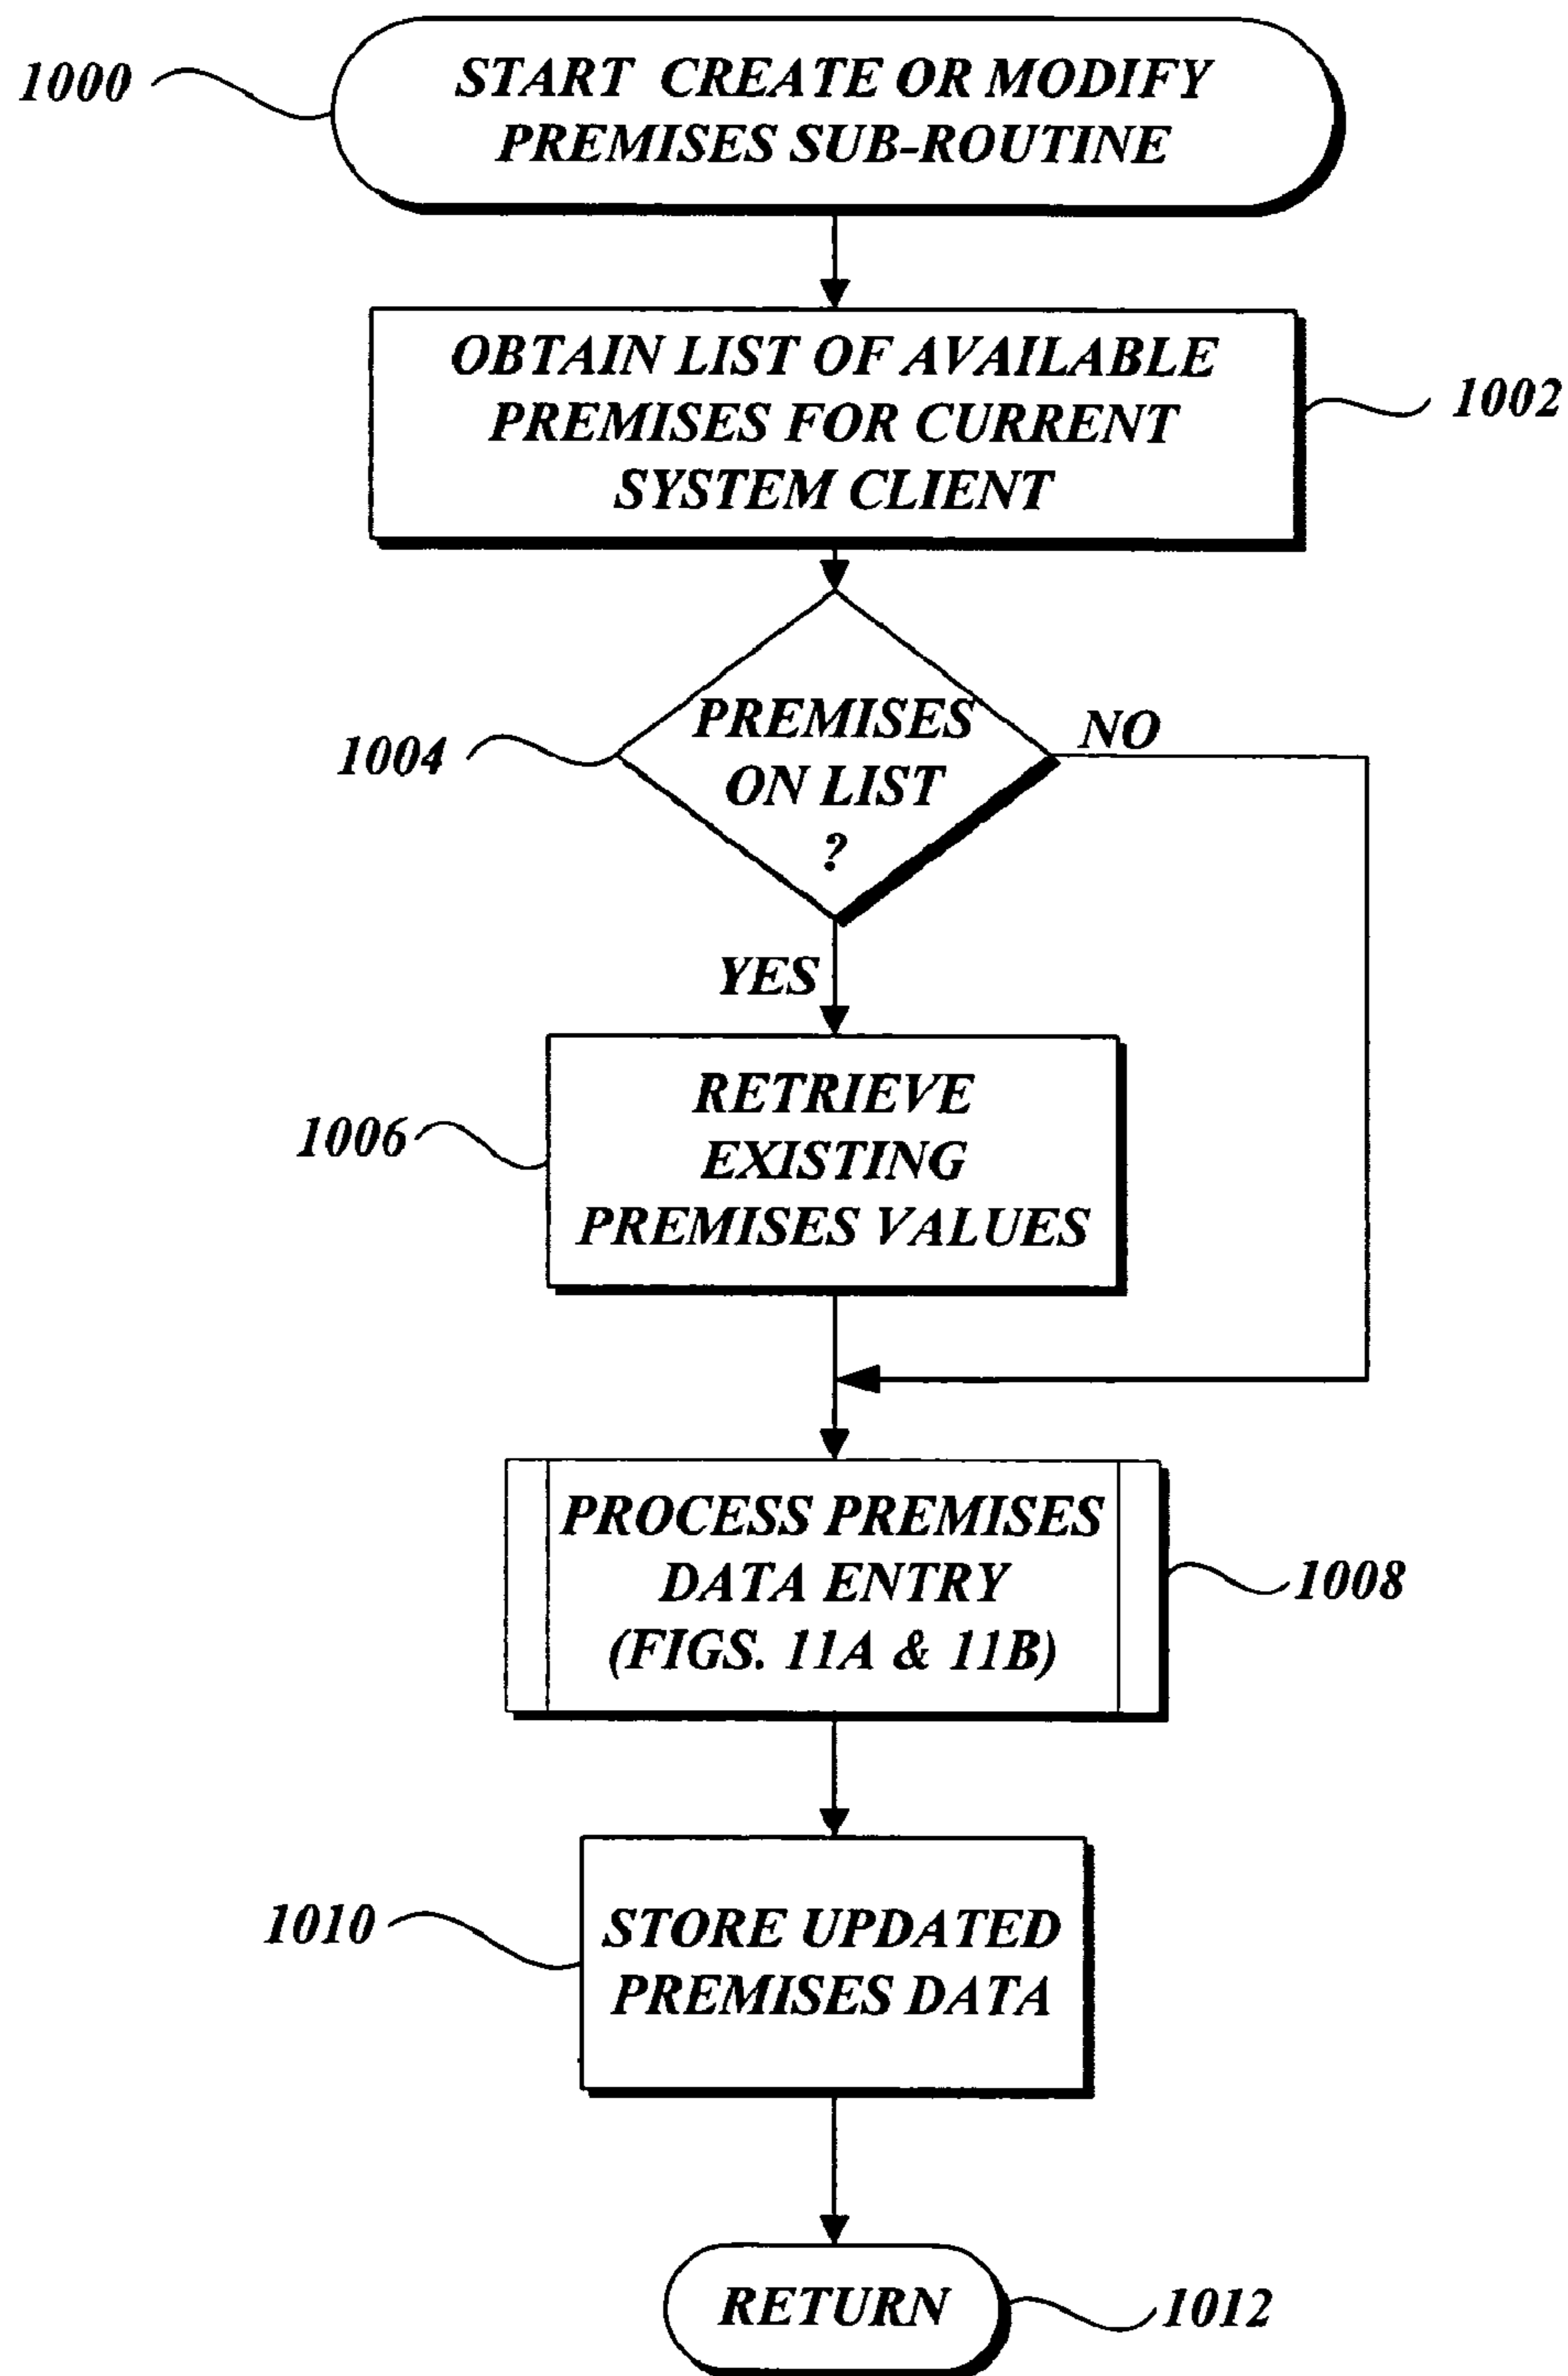 1000
START CREATE OR MODIFY
PREMISES SUB-ROUTINE
OBTAIN LIST OF AVAILABLE
PREMISES FOR CURRENT
SYSTEM CLIENT
1002
PREMISES
ON LIST
?
1004
NO
YES
RETRIEVE
EXISTING
PREMISES VALUES
1006
PROCESS PREMISES
DATA ENTRY
(FIGS. 11A & 11B)
1008
STORE UPDATED
PREMISES DATA
1010
RETURN
1012